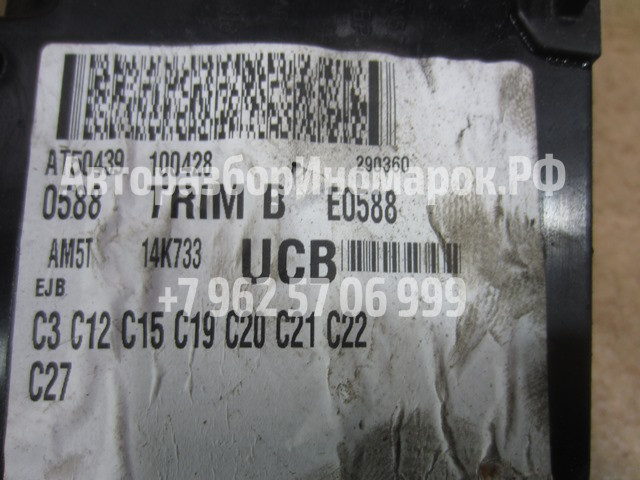 AT50439 100428 290360
АвторазборИномарок.РФ
0588 TRIM B E0588
AM5T 14K733 UCB
EJB
+7 962 57 06 999
C3 C12 C15 C19 C20 C21 C22
C27